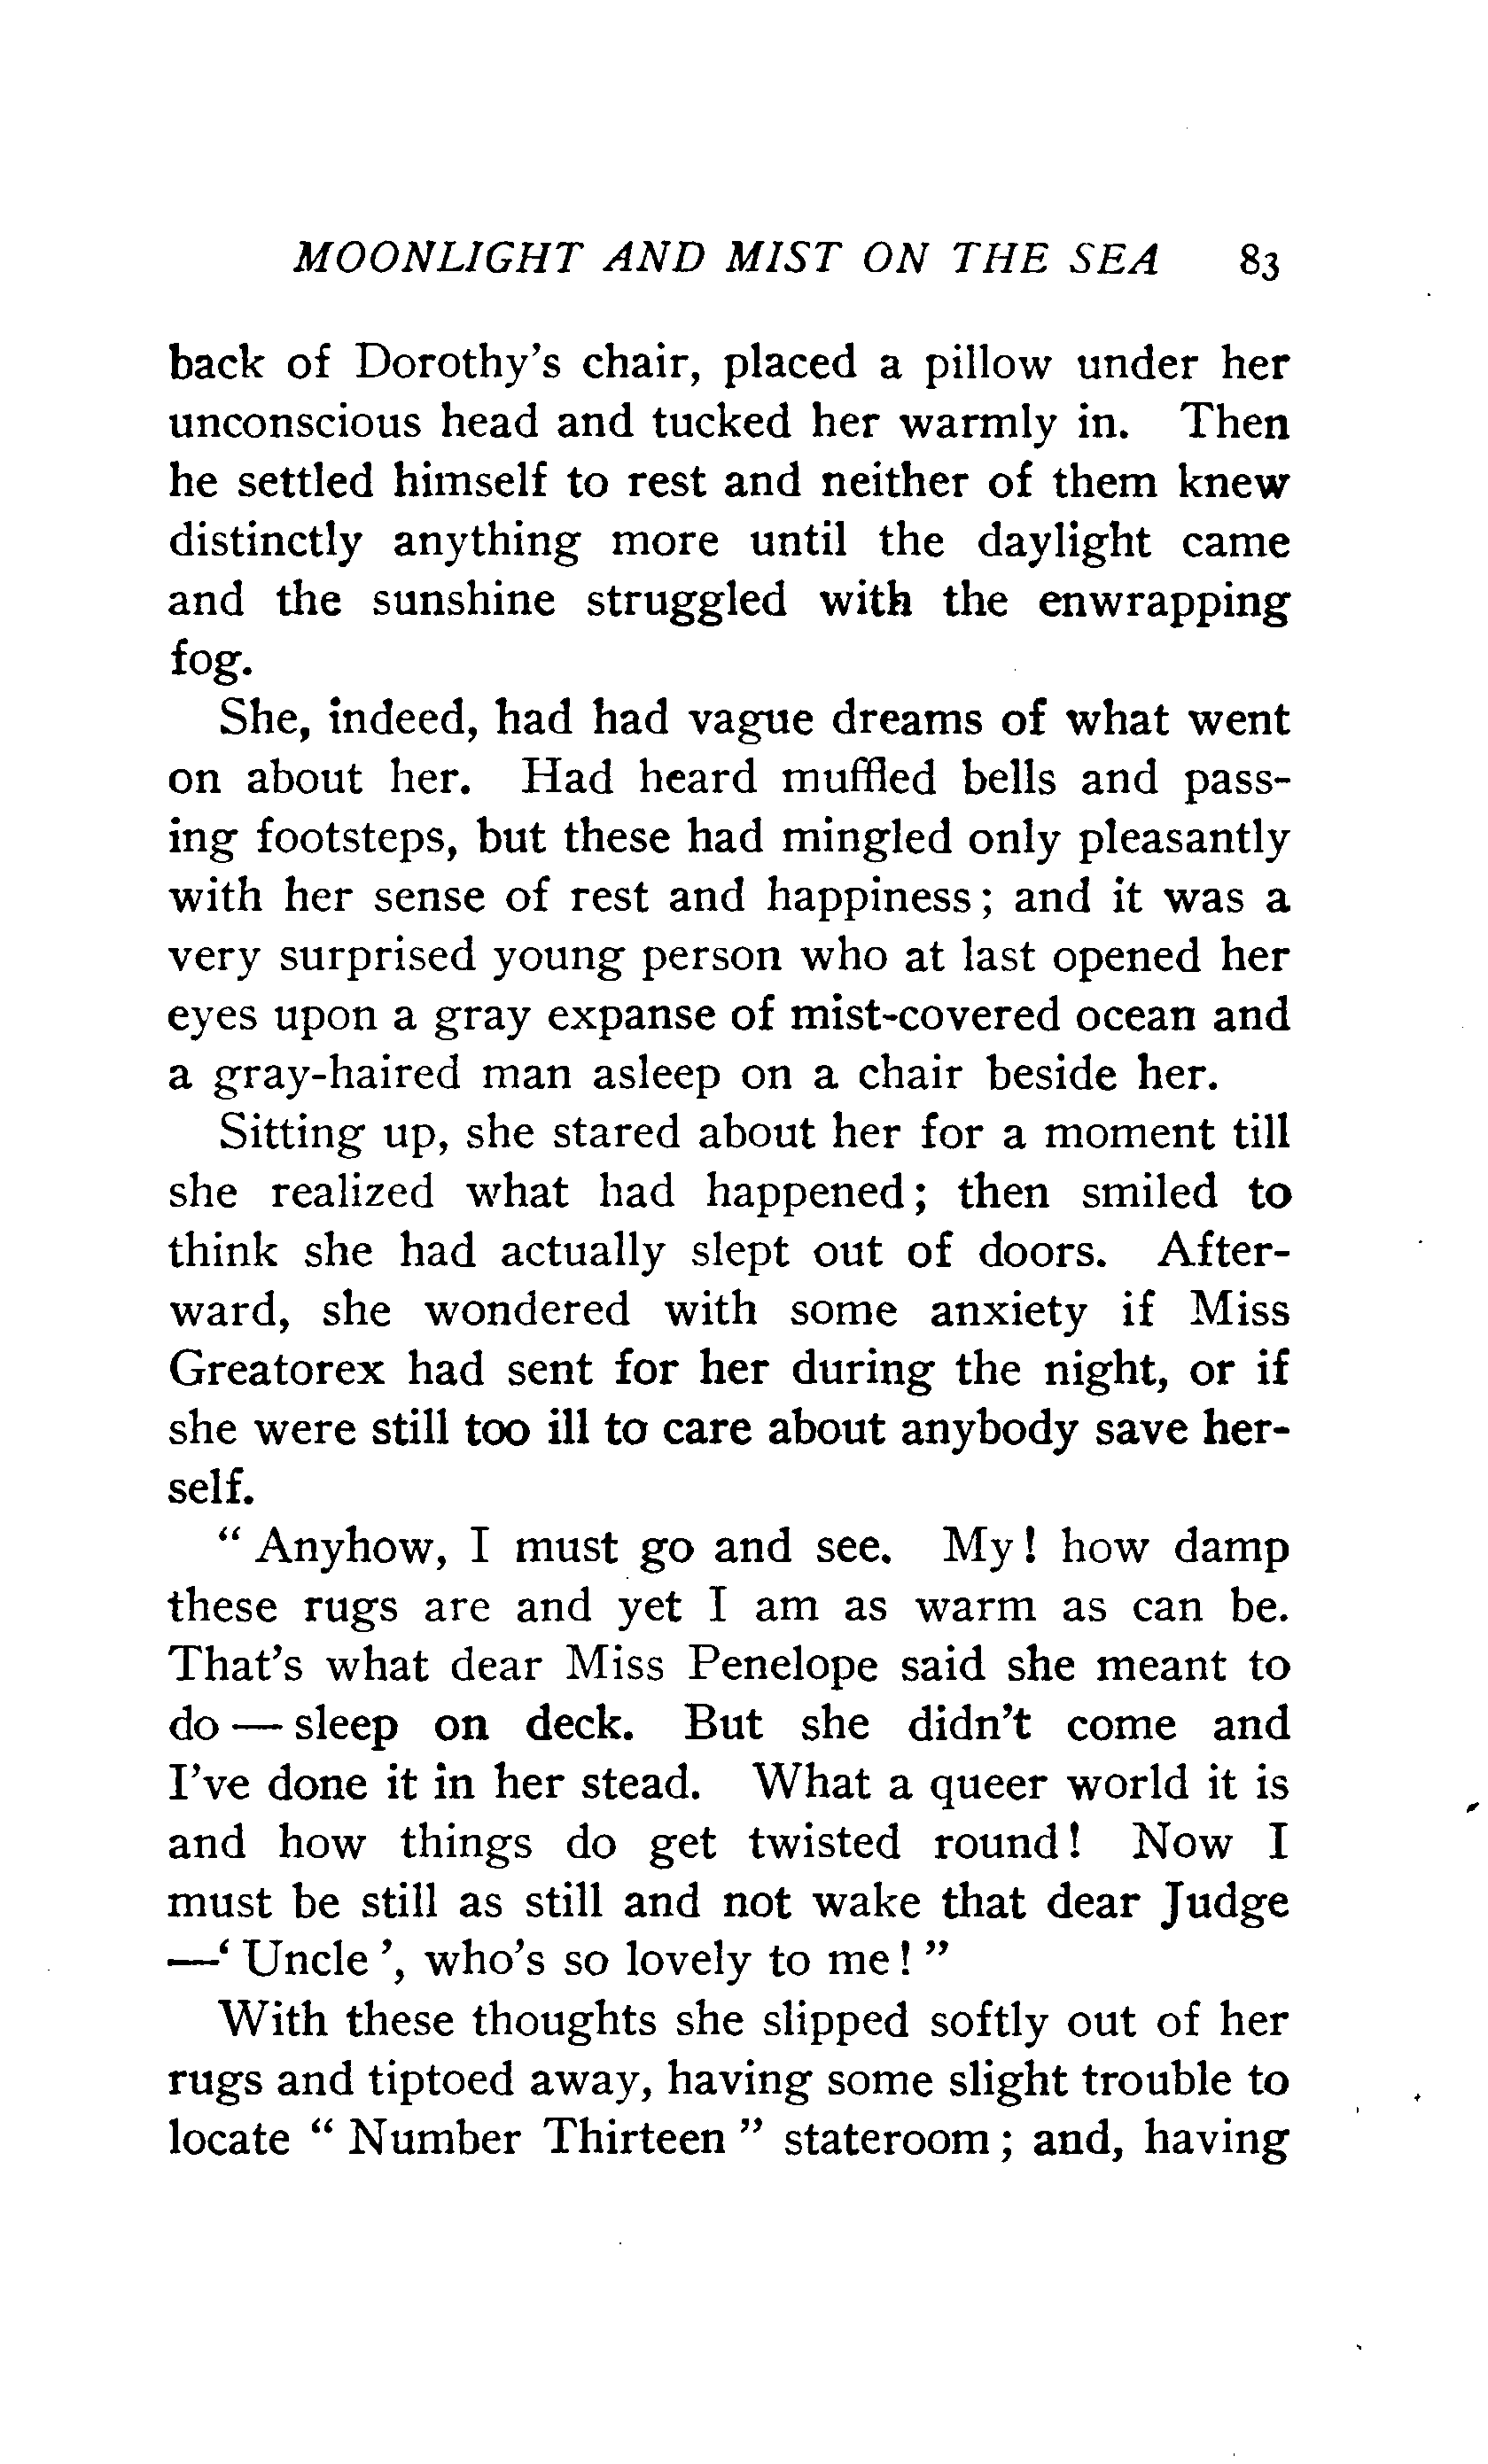 MOONLIGHT AND MIST ON THE SEA 83
back of Dorothy's chair, placed a pillow under her
unconscious head and tucked her warmly in. Then
he settled himself to rest and neither of them knew
distinctly anything more until the daylight came
and the sunshine struggled with the enwrapping
fog.
She, indeed, had had vague dreams of what went
on about her. Had heard muffled bells and pass-
ing footsteps, but these had mingled only pleasantly
with her sense of rest and happiness; and it was a
very surprised young person who at last opened her
eyes upon a gray expanse of mist-covered ocean and
a gray-haired man asleep on a chair beside her.
Sitting up, she stared about her for a moment till
she realized what had happened; then smiled to
think she had actually slept out of doors. After-
ward, she wondered with some anxiety if Miss
Greatorex had sent for her during the night, or if
she were still too ill to care about anybody save her-
self.
" Anyhow, I must go and see. My! how damp
these rugs are and yet I am as warm as can be.
That's what dear Miss Penelope said she meant to
do — sleep on deck. But she didn't come and
I've done it in her stead. What a queer world it is
and how things do get twisted round! Now I
must be still as still and not wake that dear Judge
—' Uncle ', who's so lovely to me! "
With these thoughts she slipped softly out of her
rugs and tiptoed away, having some slight trouble to
locate " Number Thirteen " stateroom; and, having